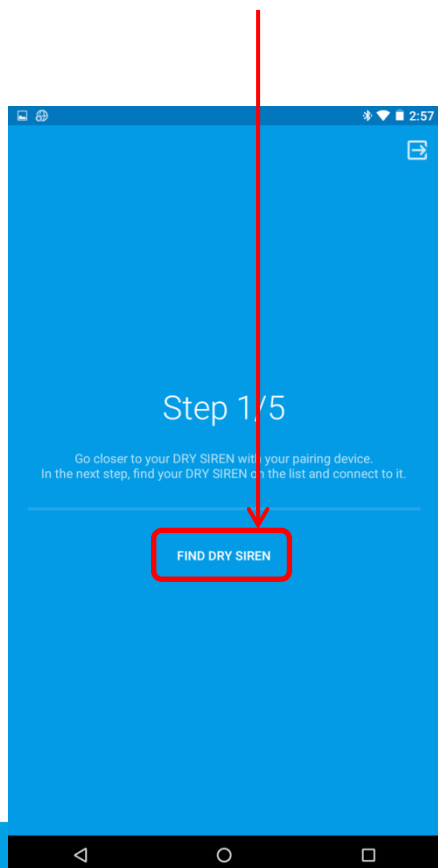 2:57
Step 1/5
Go closer to your DRY SIREN with your pairing device.
In the next step, find your DRY SIREN on the list and connect to it.
FIND DRY SIREN